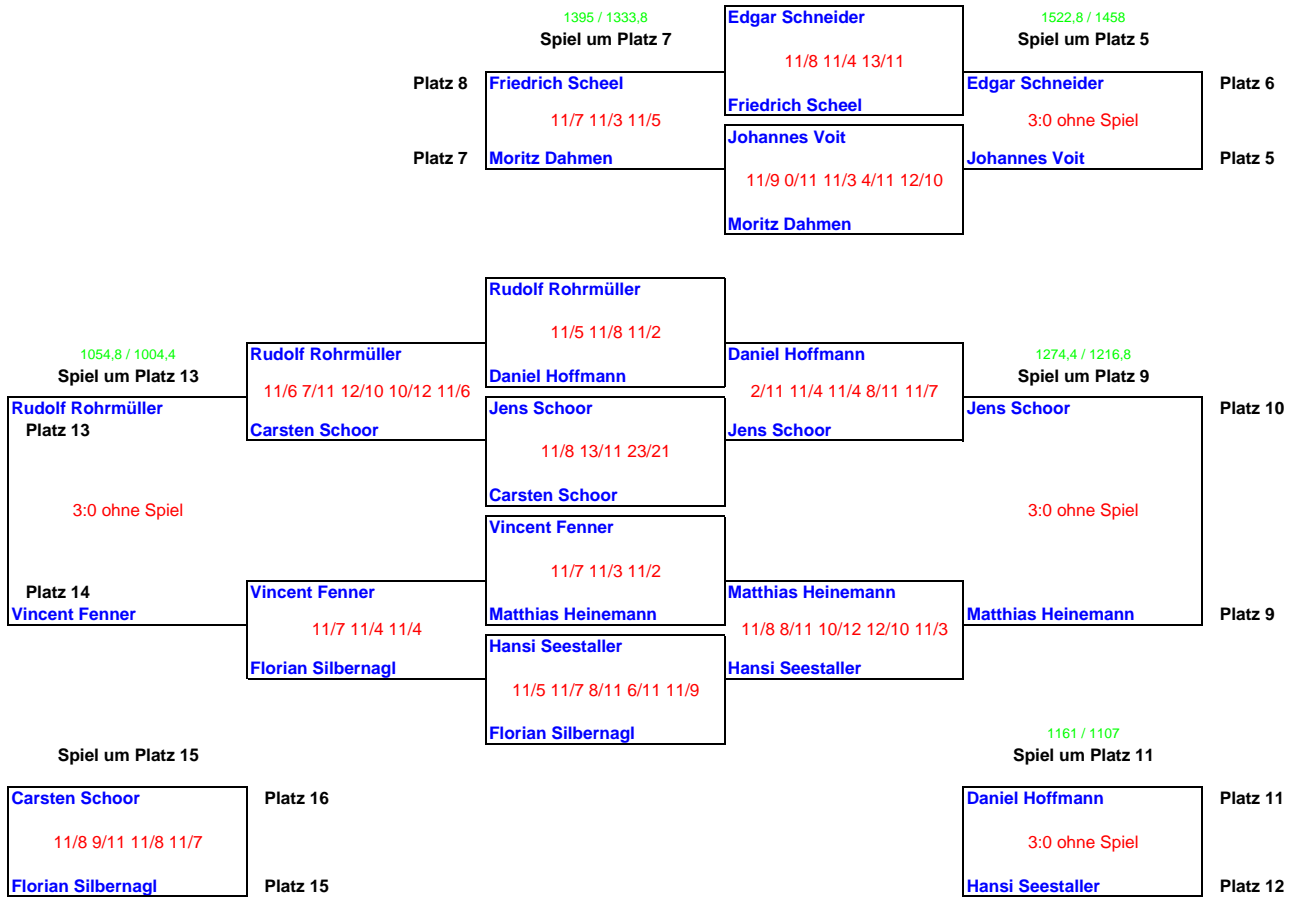 1395 / 1333,8
Spiel um Platz 7
Edgar Schneider
1522,8 / 1458
Spiel um Platz 5
11/8 11/4 13/11
Platz 8
Friedrich Scheel
Edgar Schneider
Platz 6
Friedrich Scheel
11/7 11/3 11/5
3:0 ohne Spiel
Johannes Voit
Platz 7
Moritz Dahmen
Johannes Voit
Platz 5
11/9 0/11 11/3 4/11 12/10
Moritz Dahmen
Rudolf Rohrmüller
11/5 11/8 11/2
1054,8 / 1004,4
Spiel um Platz 13
Rudolf Rohrmüller
Daniel Hoffmann
1274,4 / 1216,8
Spiel um Platz 9
Daniel Hoffmann
11/6 7/11 12/10 10/12 11/6
2/11 11/4 11/4 8/11 11/7
Rudolf Rohrmüller
Jens Schoor
Jens Schoor
Platz 10
Platz 13
Carsten Schoor
Jens Schoor
11/8 13/11 23/21
Carsten Schoor
3:0 ohne Spiel
3:0 ohne Spiel
Vincent Fenner
11/7 11/3 11/2
Platz 14
Vincent Fenner
Matthias Heinemann
Vincent Fenner
Matthias Heinemann
Matthias Heinemann
Platz 9
11/7 11/4 11/4
11/8 8/11 10/12 12/10 11/3
Hansi Seestaller
Florian Silbernagl
Hansi Seestaller
11/5 11/7 8/11 6/11 11/9
Florian Silbernagl
1161 / 1107
Spiel um Platz 15
Spiel um Platz 11
Carsten Schoor
Platz 16
Daniel Hoffmann
Platz 11
11/8 9/11 11/8 11/7
3:0 ohne Spiel
Florian Silbernagl
Platz 15
Hansi Seestaller
Platz 12